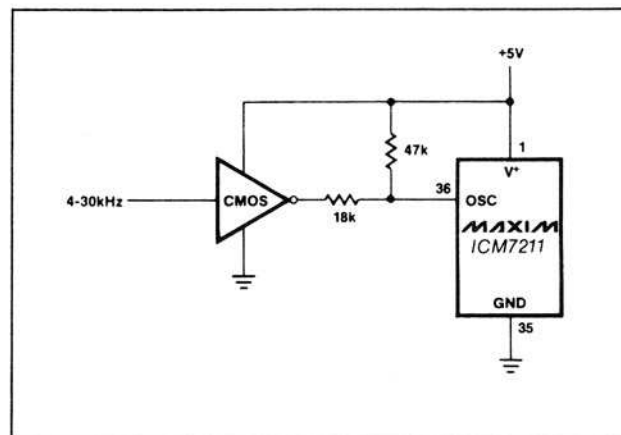 +5V
47k
1
V+
4-30kHz
CMOS
18k
36
OSC
MAXIM
ICM7211
GND
35